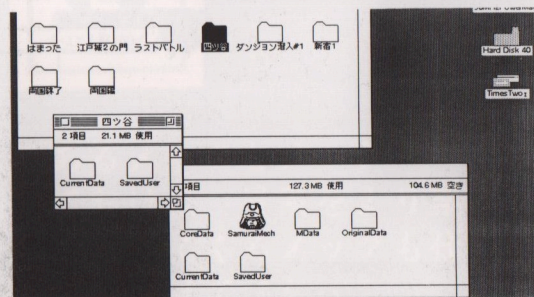 はまった 江戸城2の門 ラストバトル 四ツ谷 ダンジョン潜入#1 新宿1
両国終了 両国編
四ツ谷
2 項目 21.1 MB 使用
CurrentData SavedUser
項目 127.3 MB 使用 104.6 MB 空き
CoreData SamuraiMech MData OriginalData
CurrentData SavedUser
Hard Disk 40
TimesTwo